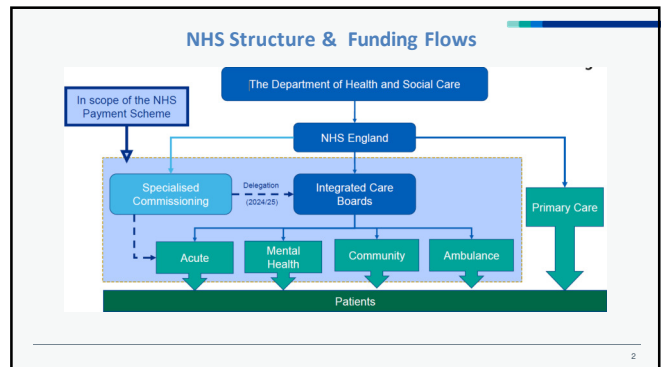 NHS Structure & Funding Flows
The Department of Health and Social Care
In scope of the NHS
Payment Scheme
NHS England
Specialised
Commissioning
Delegation
(2024/25)
Integrated Care
Boards
Primary Care
Acute
Mental
Health
Community
Ambulance
Patients
2